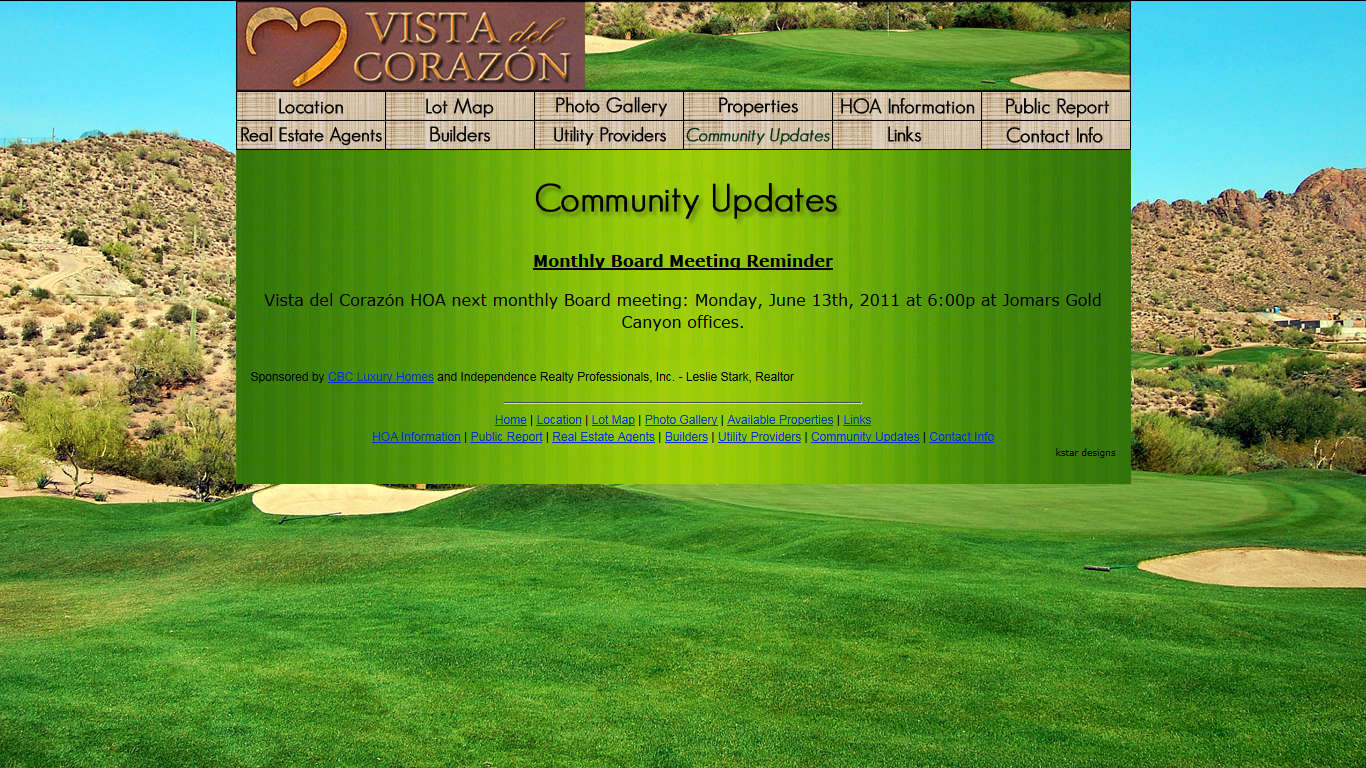 VISTA del
CORAZÓN
Location
Lot Map
Photo Gallery
Properties
HOA Information
Public Report
Real Estate Agents
Builders
Utility Providers
Community Updates
Links
Contact Info
Community Updates
Monthly Board Meeting Reminder
Vista del Corazón HOA next monthly Board meeting: Monday, June 13th, 2011 at 6:00p at Jomars Gold
Canyon offices.
Sponsored by CBC Luxury Homes and Independence Realty Professionals, Inc. - Leslie Stark, Realtor
Home | Location | Lot Map | Photo Gallery | Available Properties | Links
HOA Information | Public Report | Real Estate Agents | Builders | Utility Providers | Community Updates | Contact Info
kstar designs